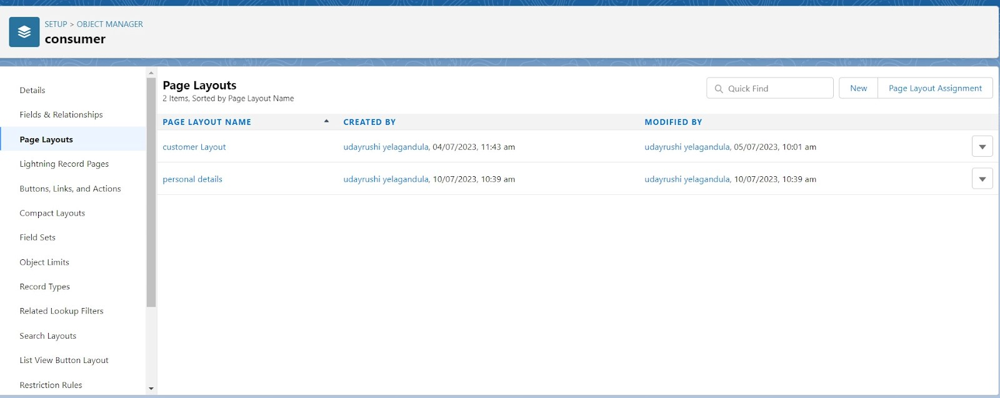 SETUP > OBJECT MANAGER
consumer
Details
Fields & Relationships
Page Layouts
Lightning Record Pages
Buttons, Links, and Actions
Compact Layouts
Field Sets
Object Limits
Record Types
Related Lookup Filters
Search Layouts
List View Button Layout
Restriction Rules
Page Layouts
2 Items, Sorted by Page Layout Name
Quick Find
New
Page Layout Assignment
PAGE LAYOUT NAME CREATED BY MODIFIED BY
customer Layout udayrushi yelagandula, 04/07/2023, 11:43 am udayrushi yelagandula, 05/07/2023, 10:01 am
personal details udayrushi yelagandula, 10/07/2023, 10:39 am udayrushi yelagandula, 10/07/2023, 10:39 am